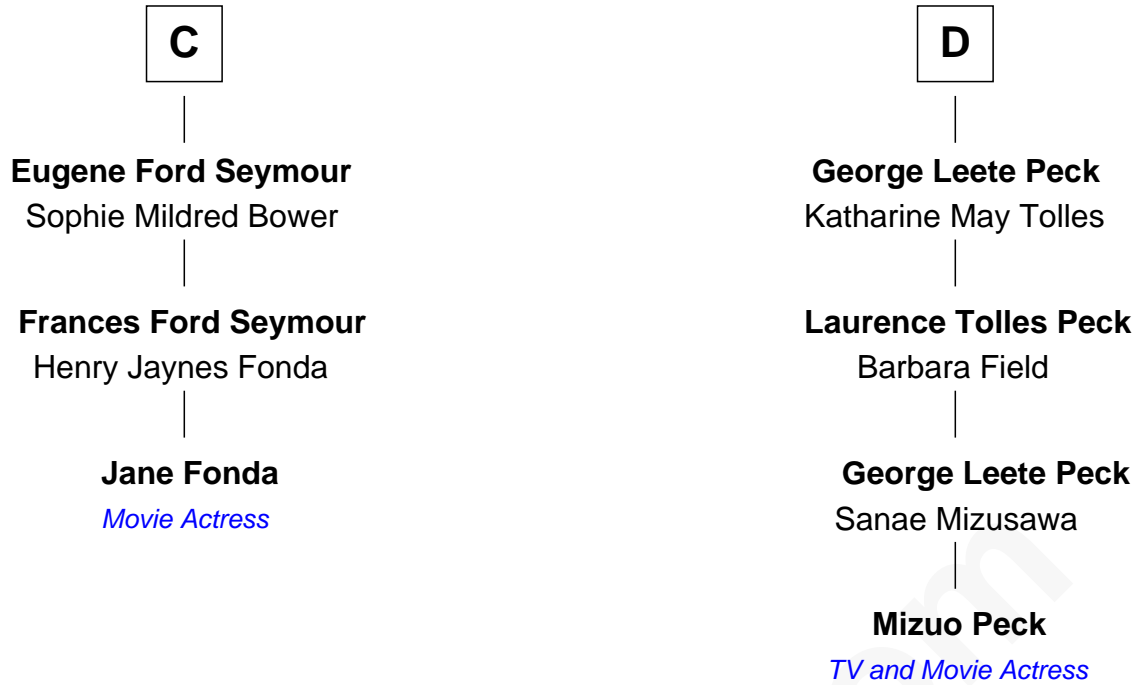 C
Eugene Ford Seymour
Sophie Mildred Bower
Frances Ford Seymour
Henry Jaynes Fonda
Jane Fonda
Movie Actress
D
George Leete Peck
Katharine May Tolles
Laurence Tolles Peck
Barbara Field
George Leete Peck
Sanae Mizusawa
Mizuo Peck
TV and Movie Actress